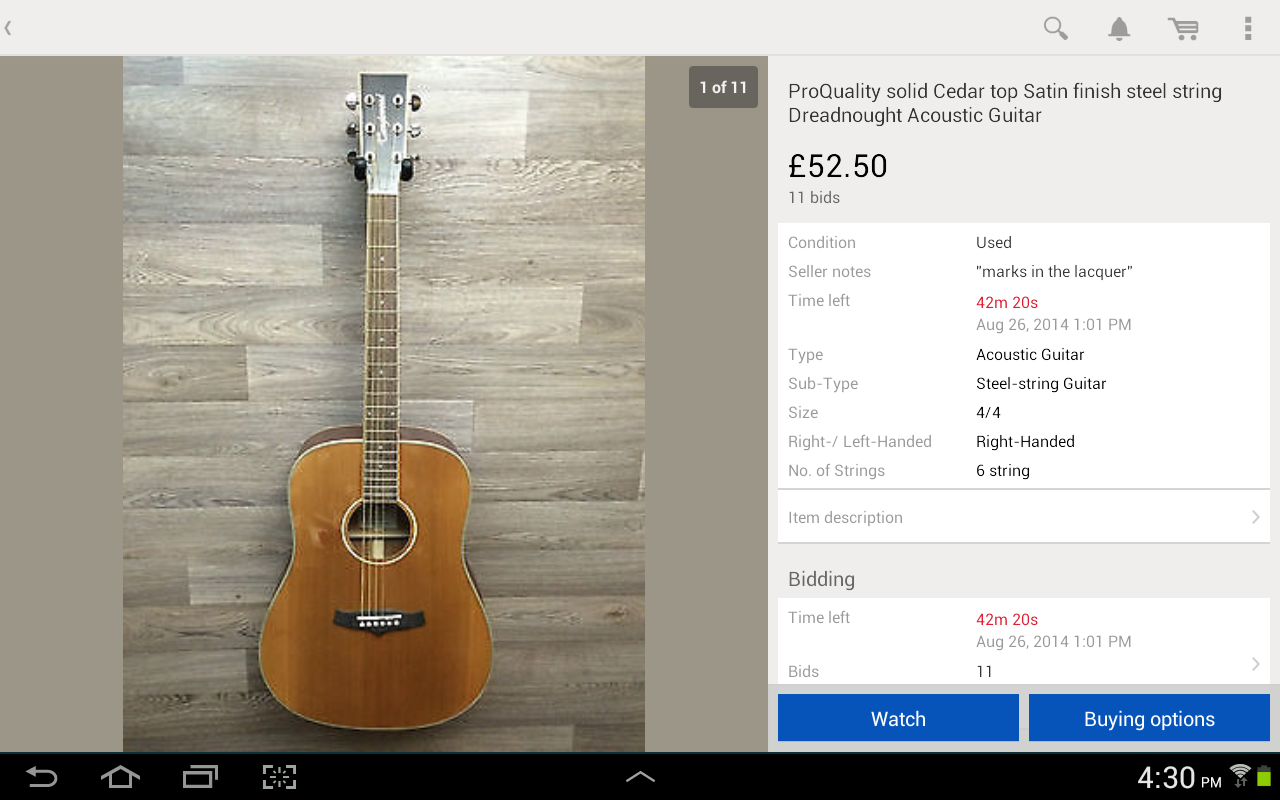 1 of 11
ProQuality solid Cedar top Satin finish steel string
Dreadnought Acoustic Guitar
£52.50
11 bids
Condition Used
Seller notes "marks in the lacquer"
Time left 42m 20s
Aug 26, 2014 1:01 PM
Type Acoustic Guitar
Sub-Type Steel-string Guitar
Size 4/4
Right-/ Left-Handed Right-Handed
No. of Strings 6 string
Item description
Bidding
Time left 42m 20s
Aug 26, 2014 1:01 PM
Bids 11
Watch Buying options
4:30 PM